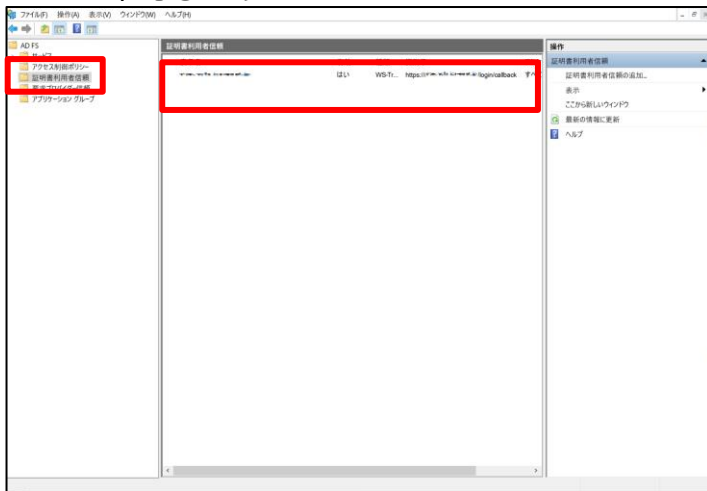 ファイル(F) 操作(A) 表示(V) ウィンドウ(W) ヘルプ(H)
AD FS
アクセス制御ポリシー
証明書利用者信頼
アプリケーション グループ
証明書利用者信頼
はい WS-Tr... https:// login/callback
操作
証明書利用者信頼
証明書利用者信頼の追加...
表示
ここから新しいウィンドウ
最新の情報に更新
ヘルプ